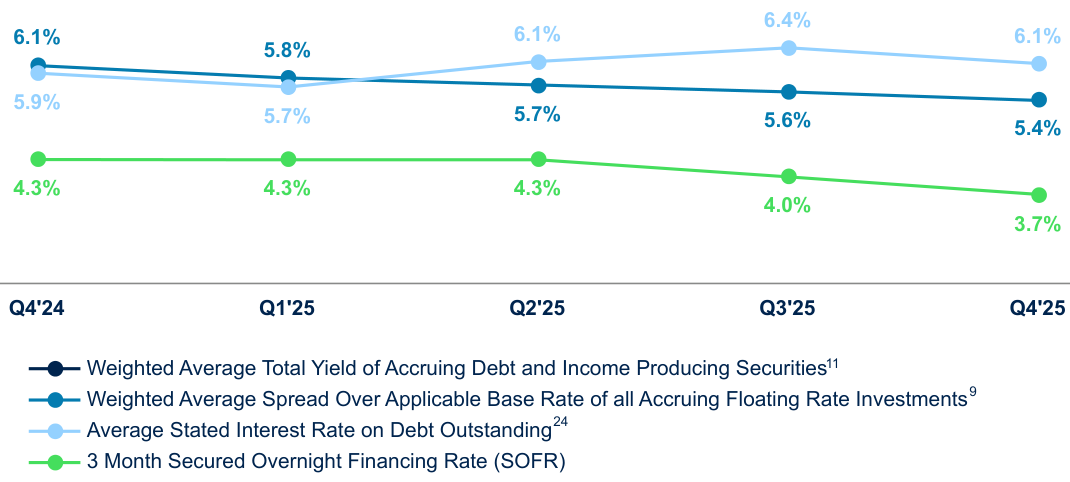 6.4%
6.1% 5.8% 6.1% 6.1%
5.9% 5.7% 5.7% 5.6% 5.4%
4.3% 4.3% 4.3% 4.0% 3.7%
Q4'24 Q1'25 Q2'25 Q3'25 Q4'25
Weighted Average Total Yield of Accruing Debt and Income Producing Securities11
Weighted Average Spread Over Applicable Base Rate of all Accruing Floating Rate Investments9
Average Stated Interest Rate on Debt Outstanding24
3 Month Secured Overnight Financing Rate (SOFR)